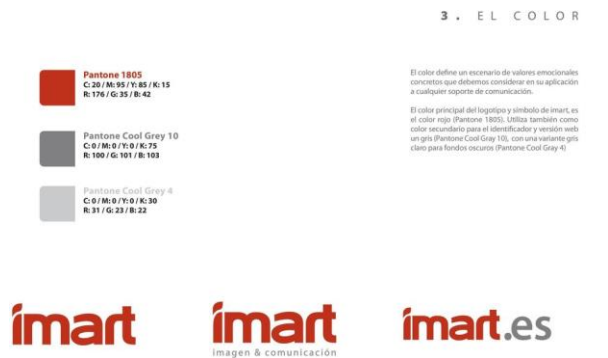 3. EL COLOR
Pantone 1805
C: 20 / M: 95 / Y: 85 / K: 15
R: 176 / G: 35 / B: 42
Pantone Cool Grey 10
C: 0 / M: 0 / Y: 0 / K: 75
R: 100 / G: 101 / B: 103
Pantone Cool Grey 4
C: 0 / M: 0 / Y: 0 / K: 30
R: 31 / G: 23 / B: 22
El color define un escenario de valores emocionales
concretos que debemos considerar en su aplicación
a cualquier soporte de comunicación.
El color principal del logotipo y símbolo de imart, es
el color rojo (Pantone 1805). Utiliza también como
color secundario para el identificador y versión web
un gris (Pantone Cool Gray 10), con una variante gris
claro para fondos oscuros (Pantone Cool Gray 4)
imart
imart
imagen & comunicación
imart.es